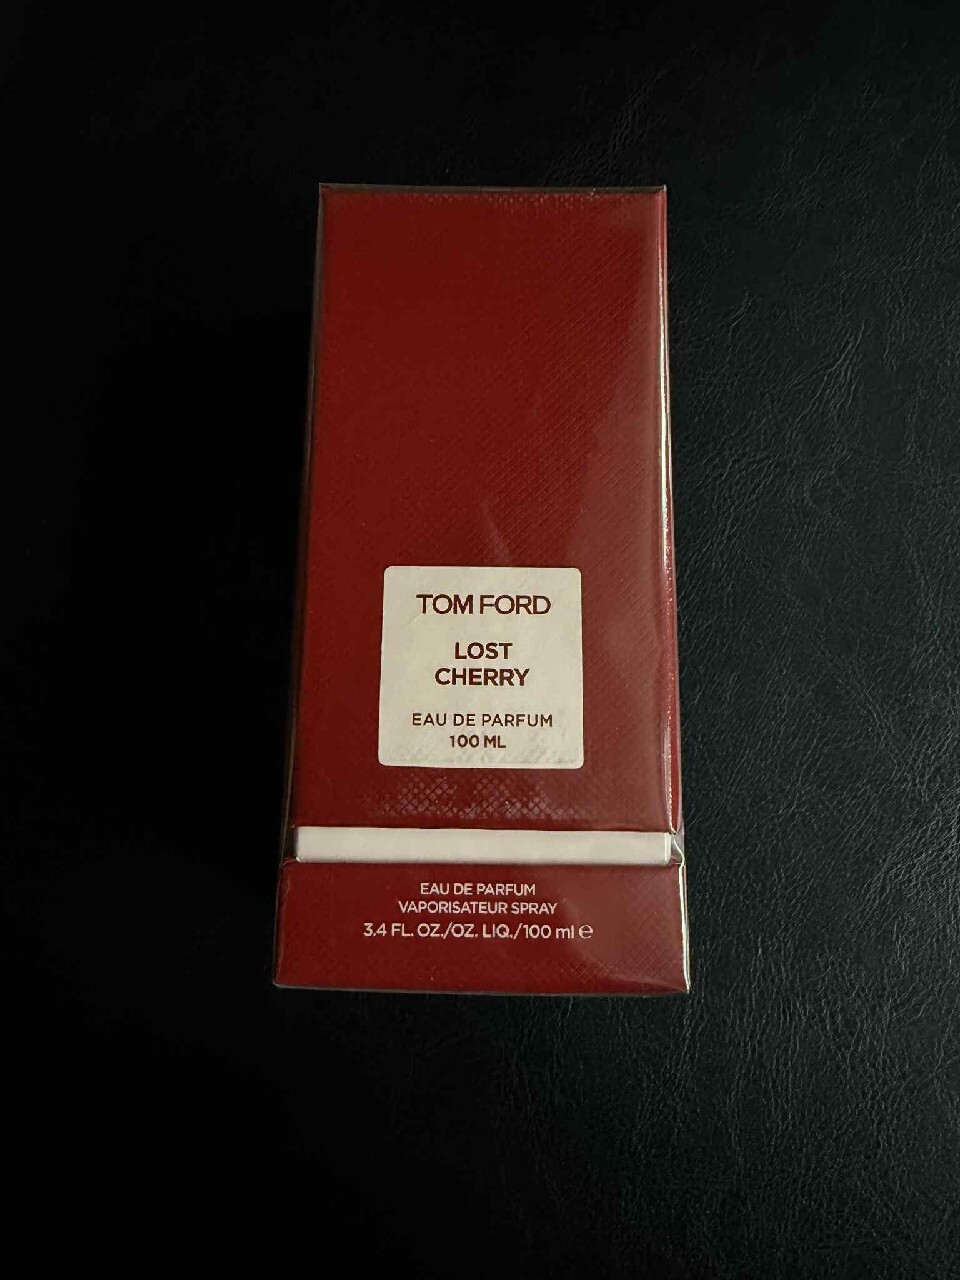 TOM FORD
LOST
CHERRY
EAU DE PARFUM
100 ML
EAU DE PARFUM
VAPORISATEUR SPRAY
3.4 FL. OZ./OZ. LIQ./100 ml ℮